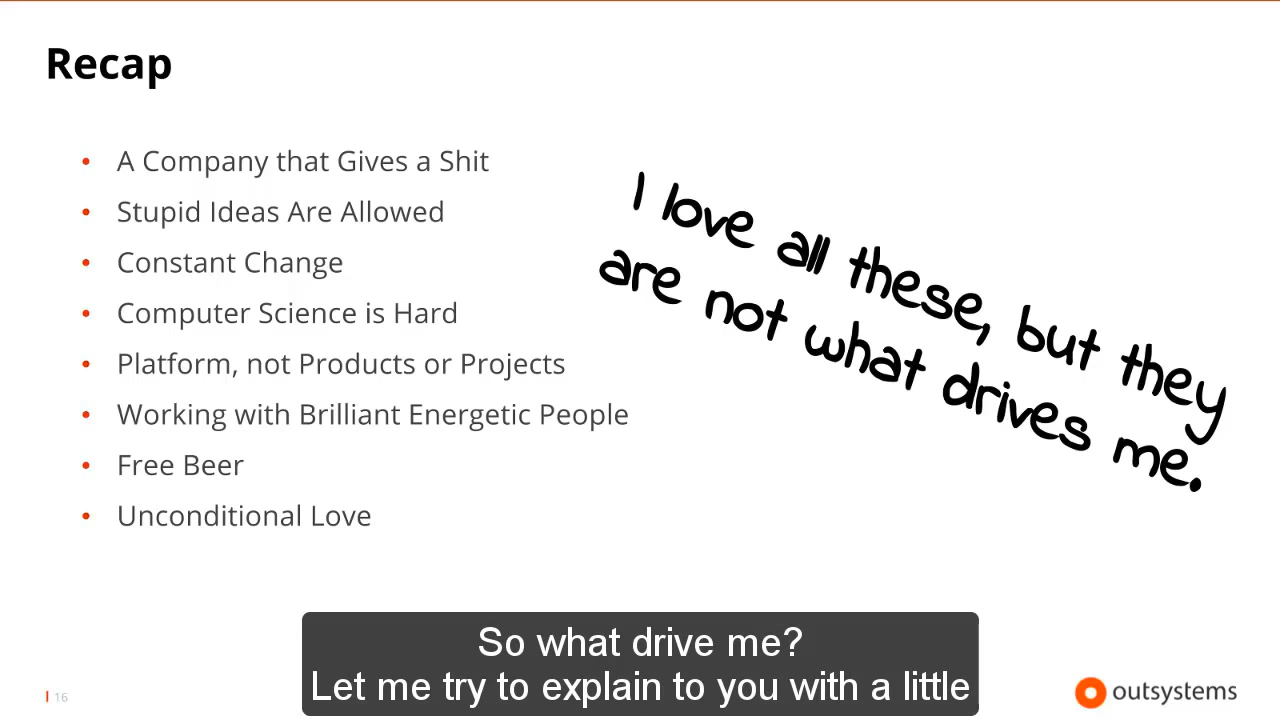 Recap
• A Company that Gives a Shit
• Stupid Ideas Are Allowed
• Constant Change
• Computer Science is Hard
• Platform, not Products or Projects
• Working with Brilliant Energetic People
• Free Beer
• Unconditional Love
I love all these, but they
are not what drives me.
So what drive me?
Let me try to explain to you with a little
16
outsystems